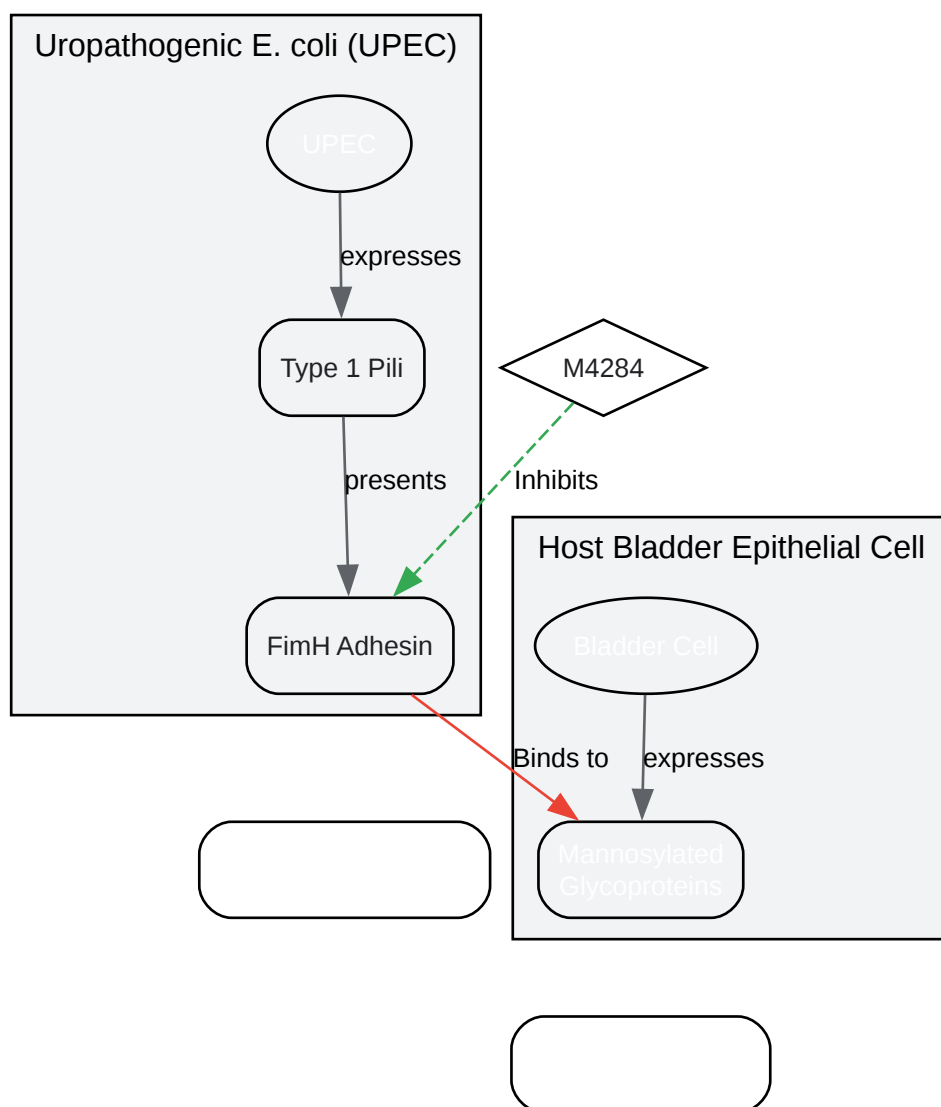 Uropathogenic E. coli (UPEC)
UPEC
expresses
Type 1 Pili
M4284
presents
Inhibits
Host Bladder Epithelial Cell
FimH Adhesin
Bladder Cell
Binds to
expresses
Mannosylated
Glycoproteins